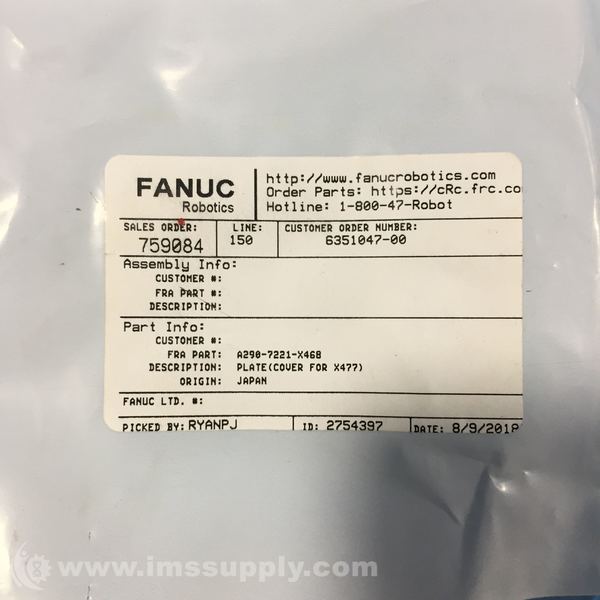 FANUC
Robotics
http://www.fanucrobotics.com
Order Parts: https://cRc.frc.co
Hotline: 1-800-47-Robot
SALES ORDER: LINE: CUSTOMER ORDER NUMBER:
759084 150 6351047-00
Assembly Info:
CUSTOMER #:
FRA PART #:
DESCRIPTION:
Part Info:
CUSTOMER #:
FRA PART: A290-7221-X468
DESCRIPTION: PLATE(COVER FOR X477)
ORIGIN: JAPAN
FANUC LTD. #:
PICKED BY: RYANPJ ID: 2754397 DATE: 8/9/2018
www.imssupply.com